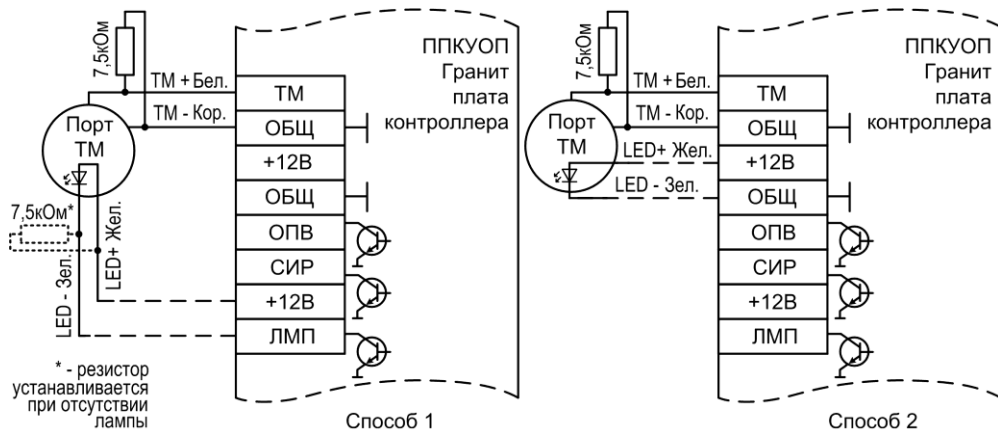 7,5кОм
ТМ + Бел.
ТМ - Кор.
Порт
ТМ
7,5кОм*
LED - Зел.
LED+ Жел.
* - резистор
устанавливается
при отсутствии
лампы
ТМ
ОБЩ
+12В
ОБЩ
ОПВ
СИР
+12В
ЛМП
ППКУОП
Гранит
плата
контроллера
Способ 1
7,5кОм
ТМ + Бел.
ТМ - Кор.
Порт
ТМ
LED+ Жел.
LED - Зел.
ТМ
ОБЩ
+12В
ОБЩ
ОПВ
СИР
+12В
ЛМП
ППКУОП
Гранит
плата
контроллера
Способ 2